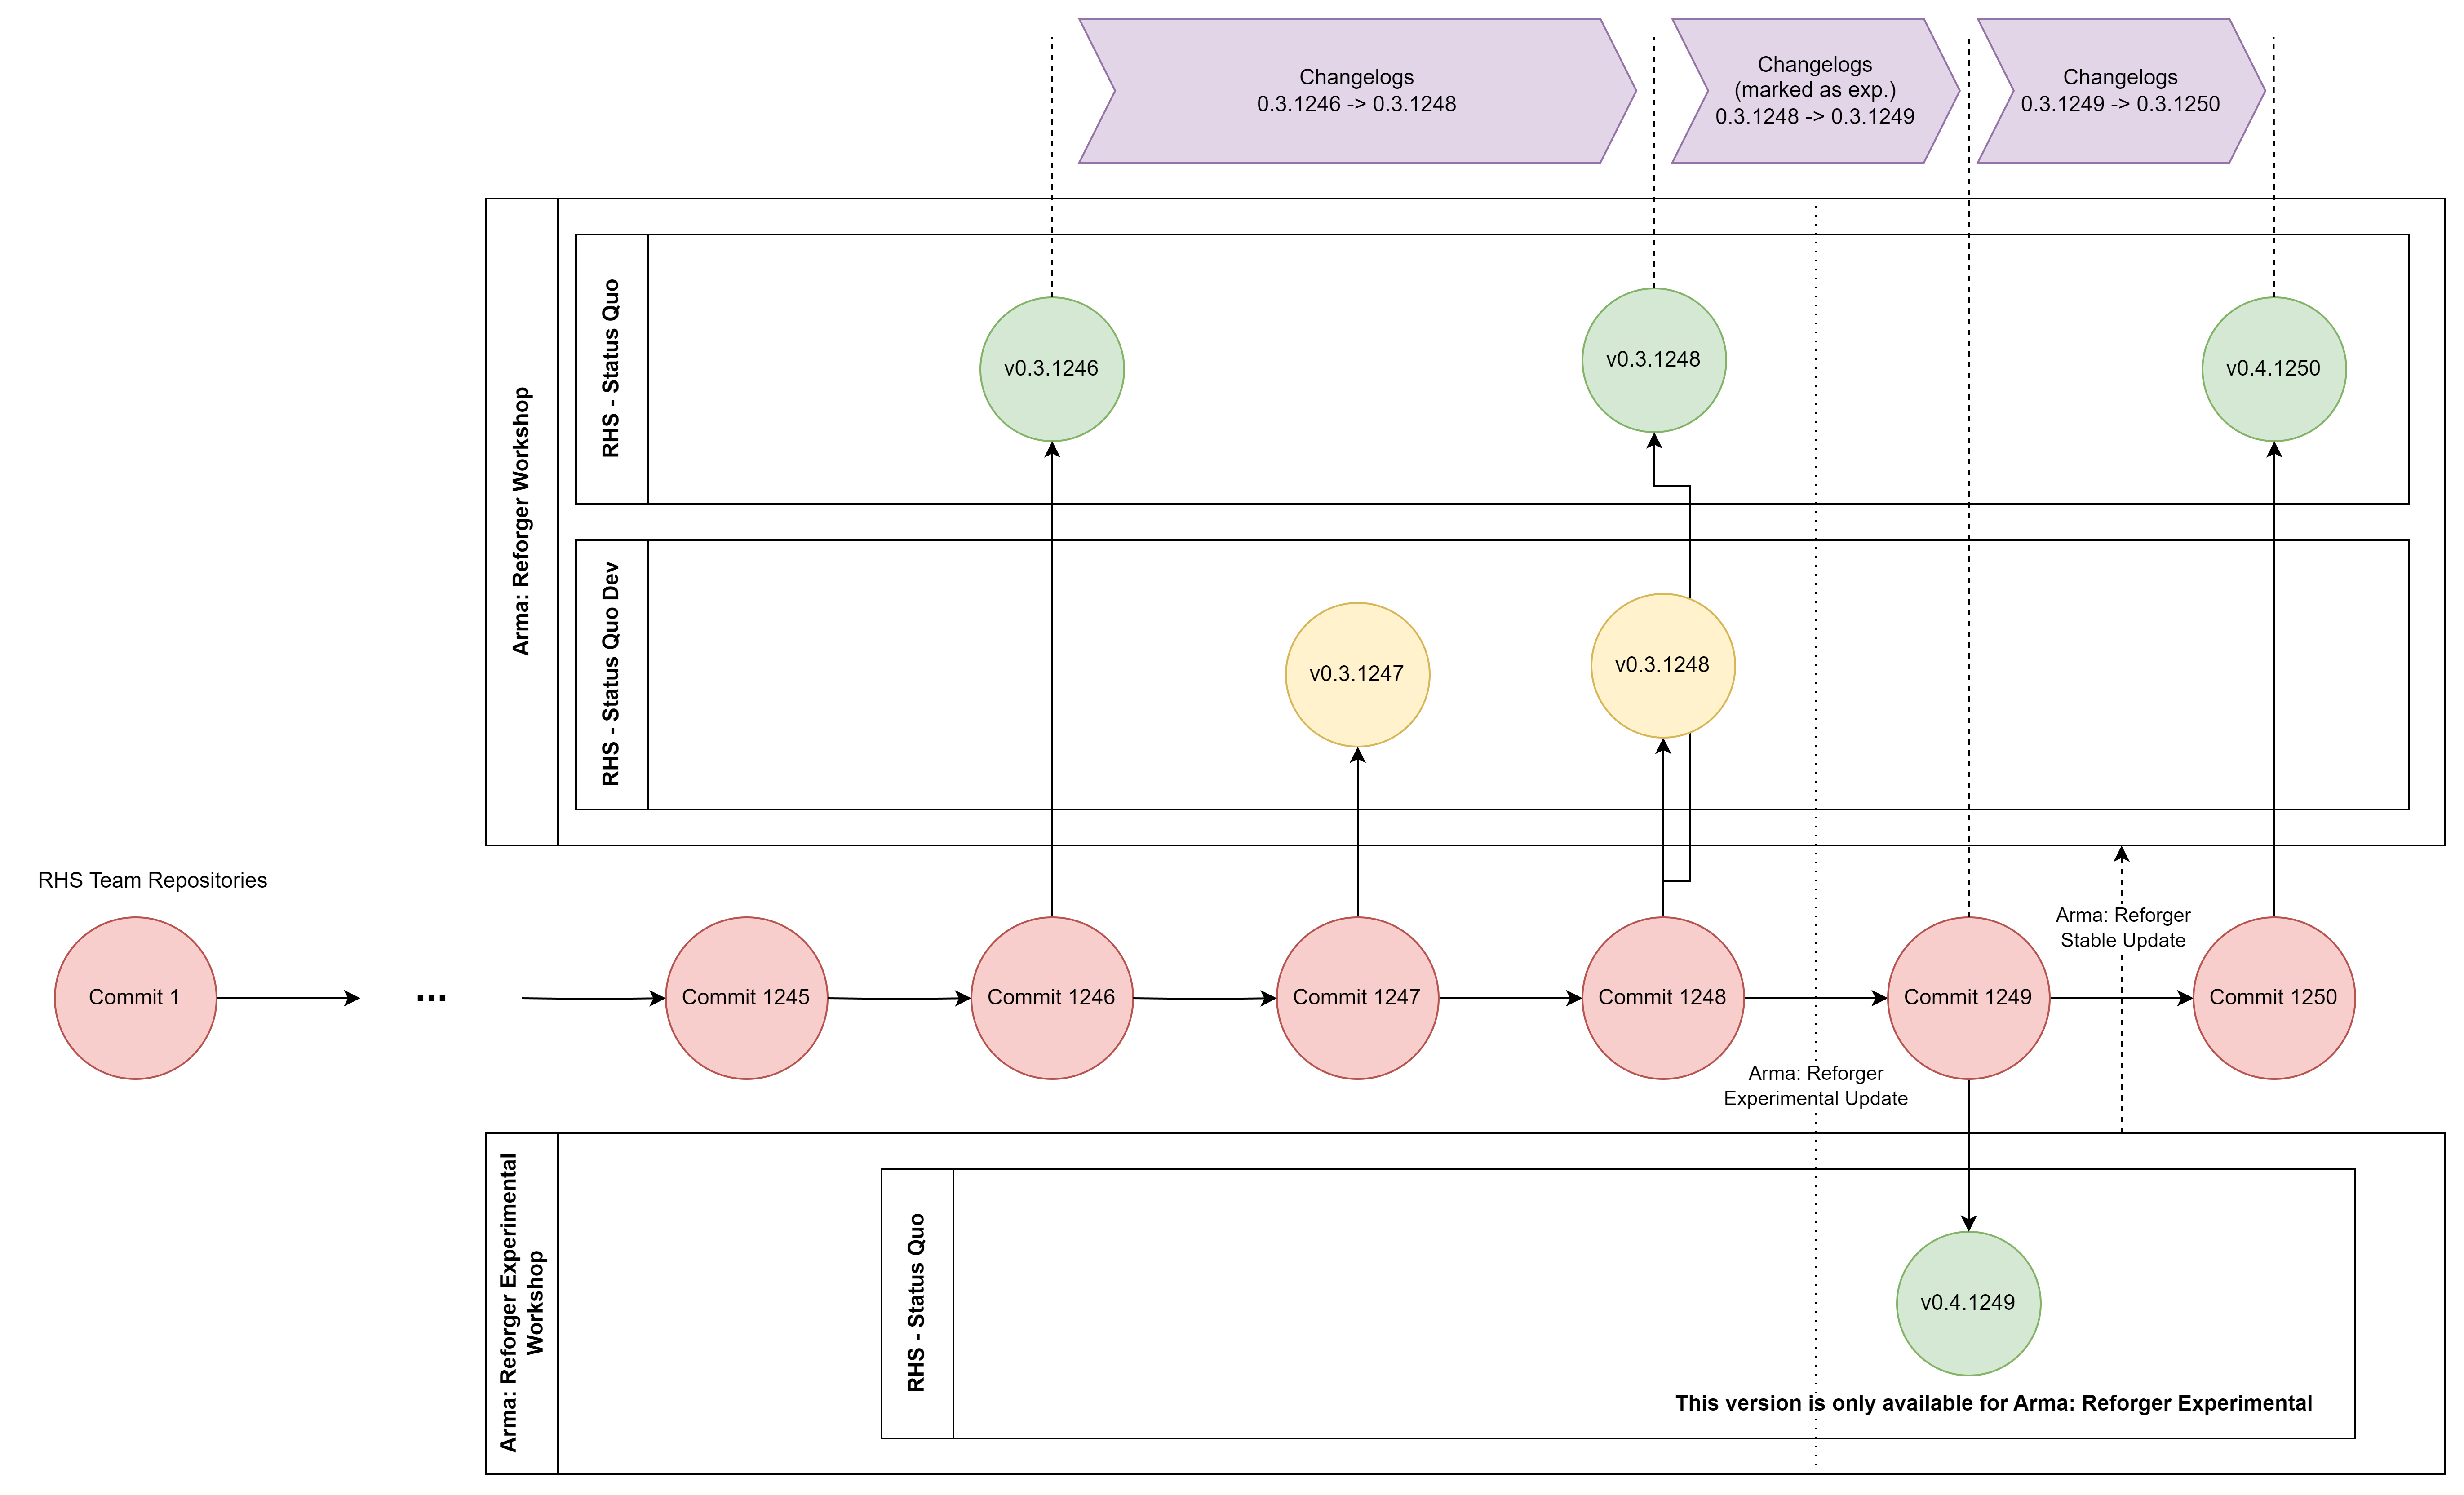 Changelogs
0.3.1246 -> 0.3.1248
Changelogs
(marked as exp.)
0.3.1248 -> 0.3.1249
Changelogs
0.3.1249 -> 0.3.1250
Arma: Reforger Workshop
RHS - Status Quo
v0.3.1246
v0.3.1248
v0.4.1250
RHS - Status Quo Dev
v0.3.1247
v0.3.1248
RHS Team Repositories
Commit 1
...
Commit 1245
Commit 1246
Commit 1247
Commit 1248
Commit 1249
Commit 1250
Arma: Reforger
Stable Update
Arma: Reforger
Experimental Update
Arma: Reforger Experimental
Workshop
RHS - Status Quo
v0.4.1249
This version is only available for Arma: Reforger Experimental